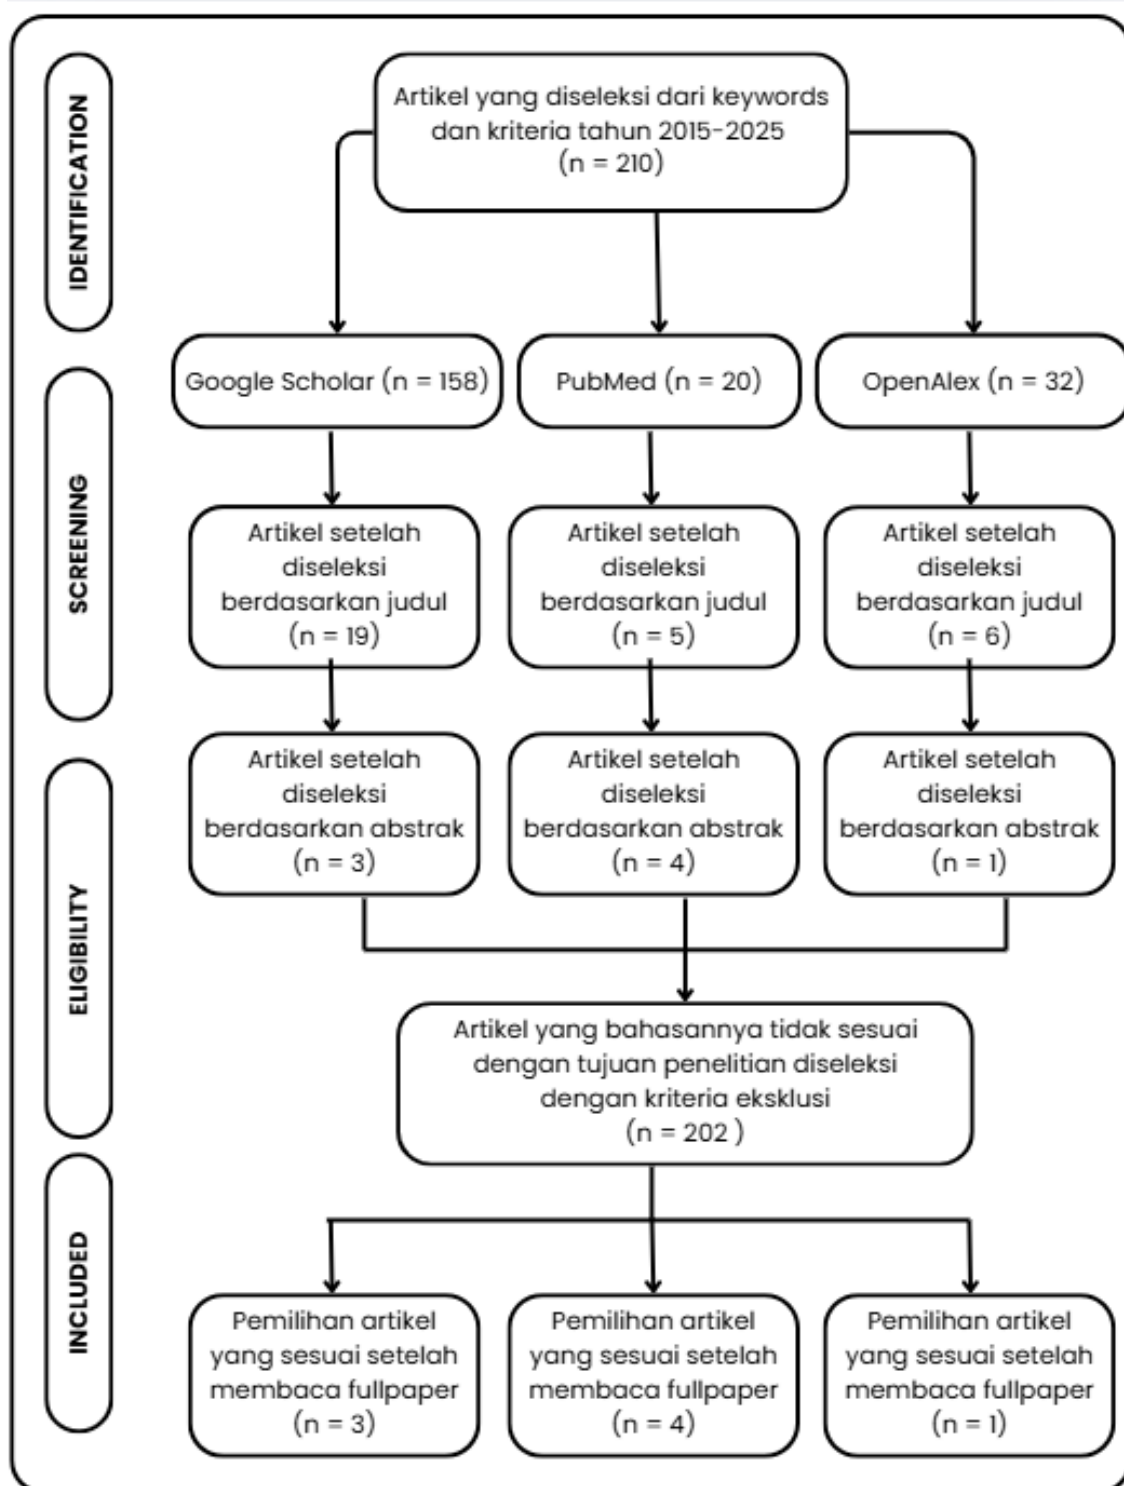 IDENTIFICATION
Artikel yang diseleksi dari keywords
dan kriteria tahun 2015-2025
(n = 210)
Google Scholar (n = 158)
PubMed (n = 20)
OpenAlex (n = 32)
SCREENING
Artikel setelah
diseleksi
berdasarkan judul
(n = 19)
Artikel setelah
diseleksi
berdasarkan judul
(n = 5)
Artikel setelah
diseleksi
berdasarkan judul
(n = 6)
ELIGIBILITY
Artikel setelah
diseleksi
berdasarkan abstrak
(n = 3)
Artikel setelah
diseleksi
berdasarkan abstrak
(n = 4)
Artikel setelah
diseleksi
berdasarkan abstrak
(n = 1)
Artikel yang bahasannya tidak sesuai
dengan tujuan penelitian diseleksi
dengan kriteria eksklusi
(n = 202 )
INCLUDED
Pemilihan artikel
yang sesuai setelah
membaca fullpaper
(n = 3)
Pemilihan artikel
yang sesuai setelah
membaca fullpaper
(n = 4)
Pemilihan artikel
yang sesuai setelah
membaca fullpaper
(n = 1)